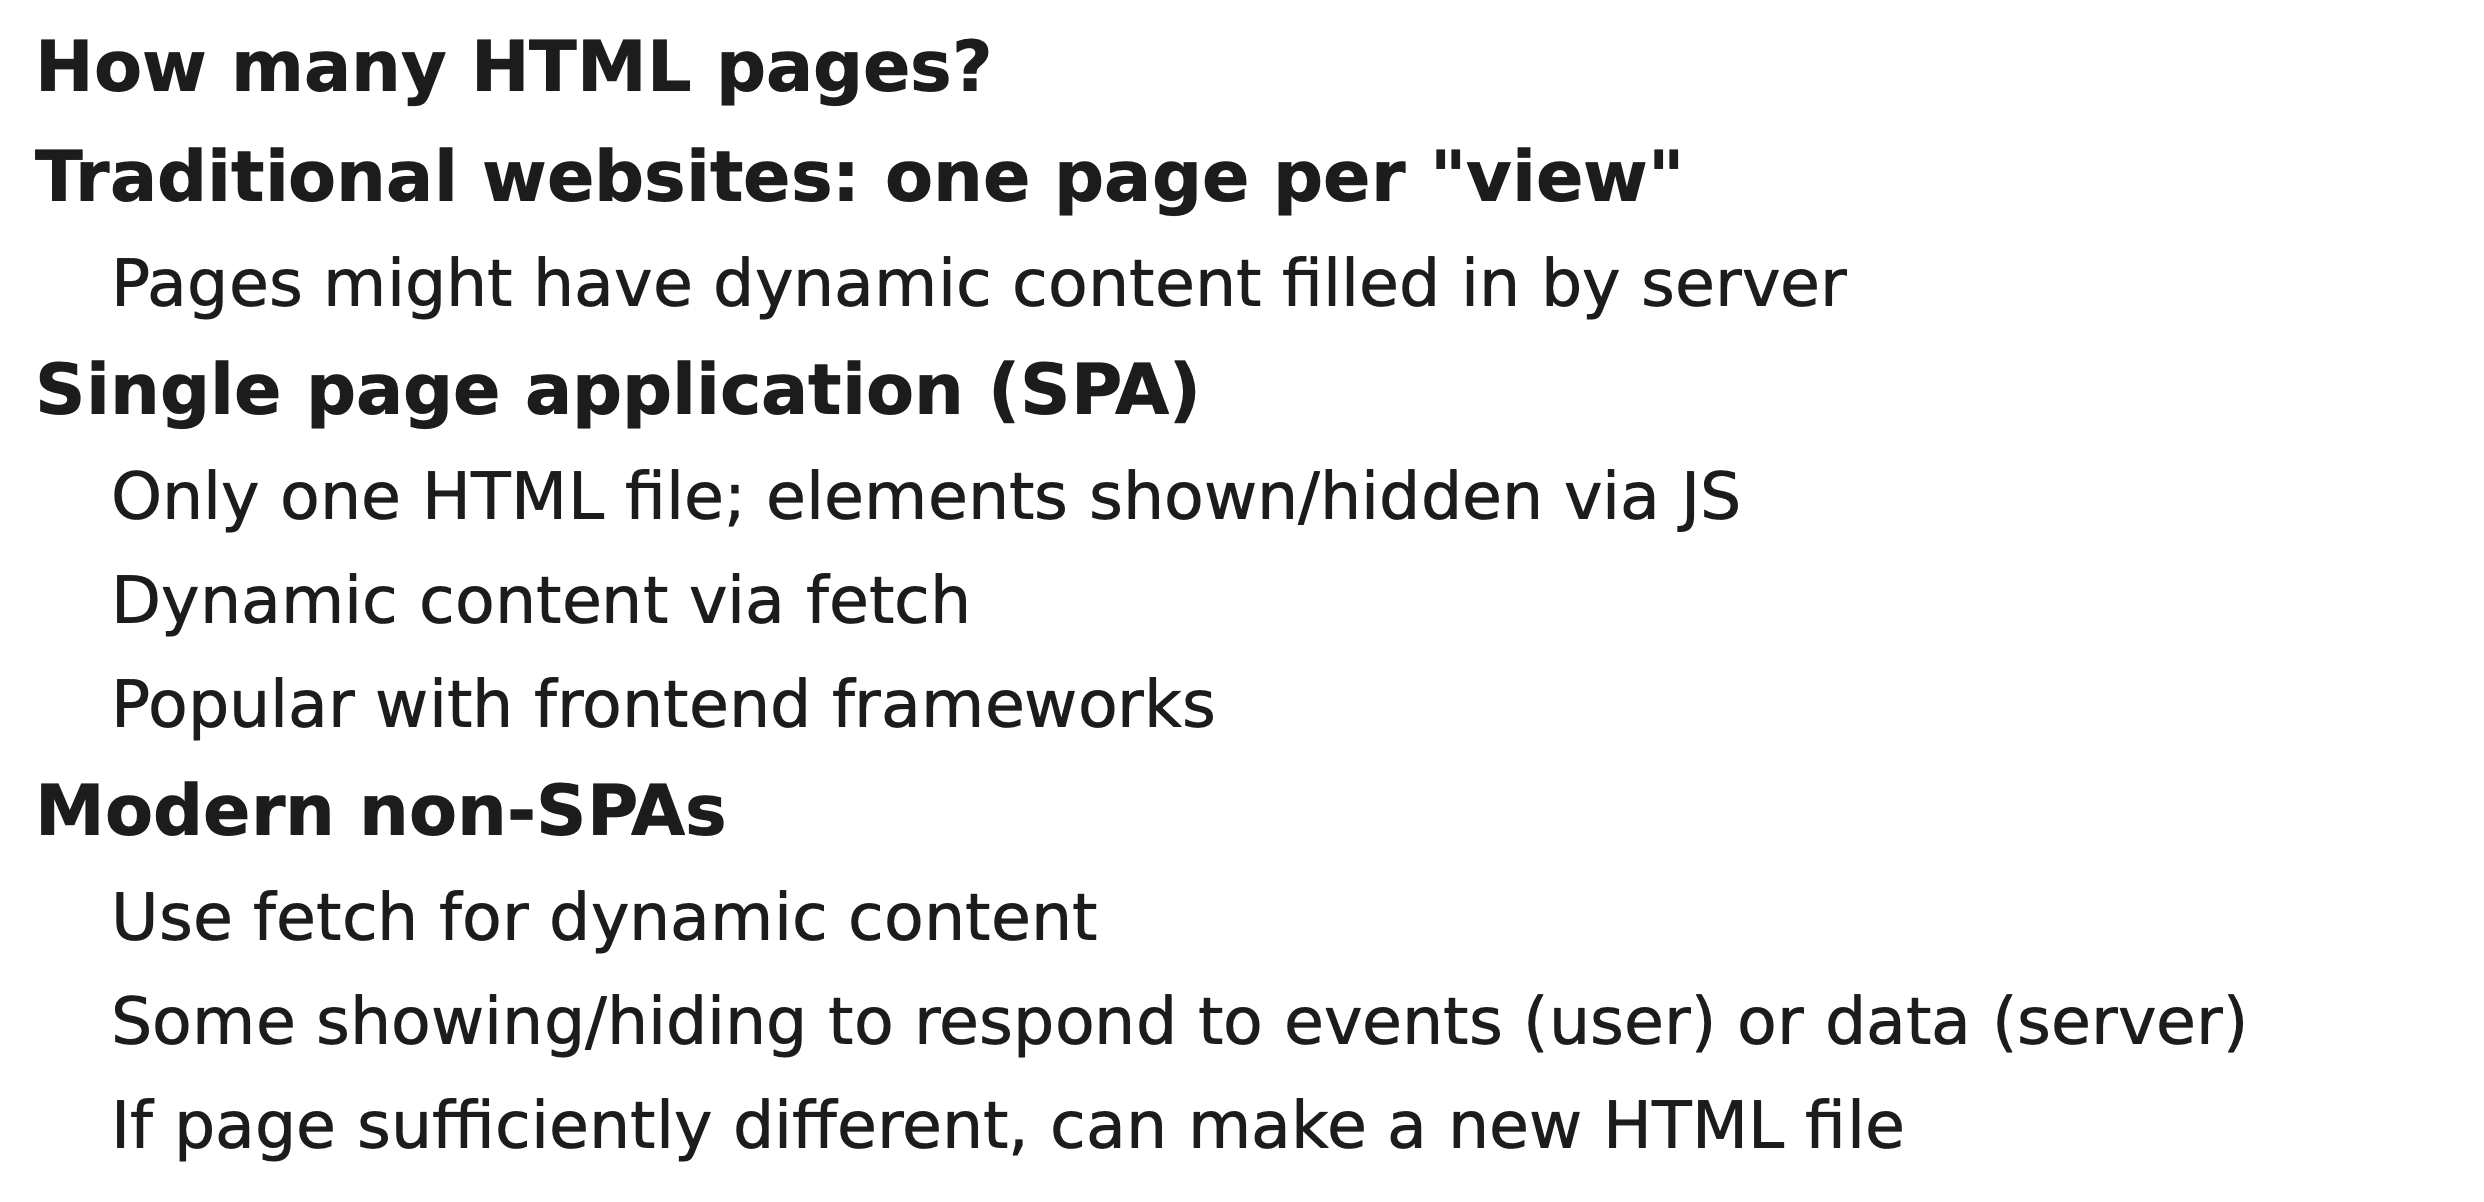 How many HTML pages?
Traditional websites: one page per "view"
Pages might have dynamic content filled in by server
Single page application (SPA)
Only one HTML file; elements shown/hidden via JS
Dynamic content via fetch
Popular with frontend frameworks
Modern non-SPAs
Use fetch for dynamic content
Some showing/hiding to respond to events (user) or data (server)
If page sufficiently different, can make a new HTML file